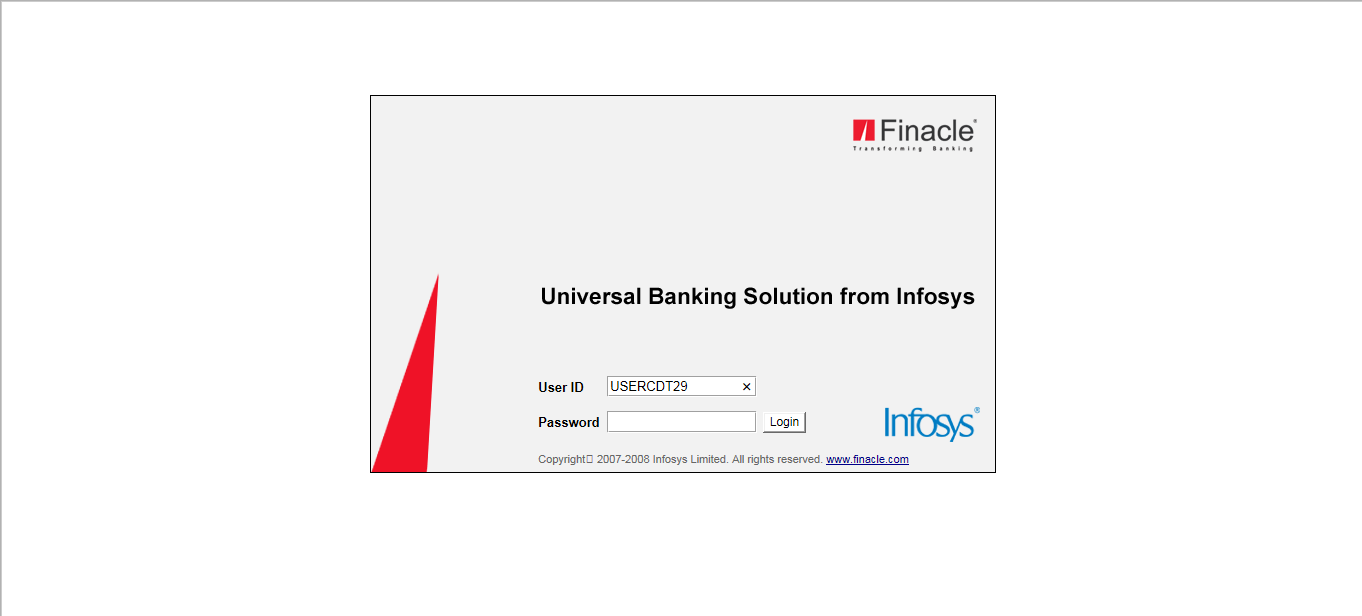 Finacle®
Transforming Banking
Universal Banking Solution from Infosys
User ID USERCDT29 ×
Password Login
Infosys®
Copyright▯ 2007-2008 Infosys Limited. All rights reserved. www.finacle.com